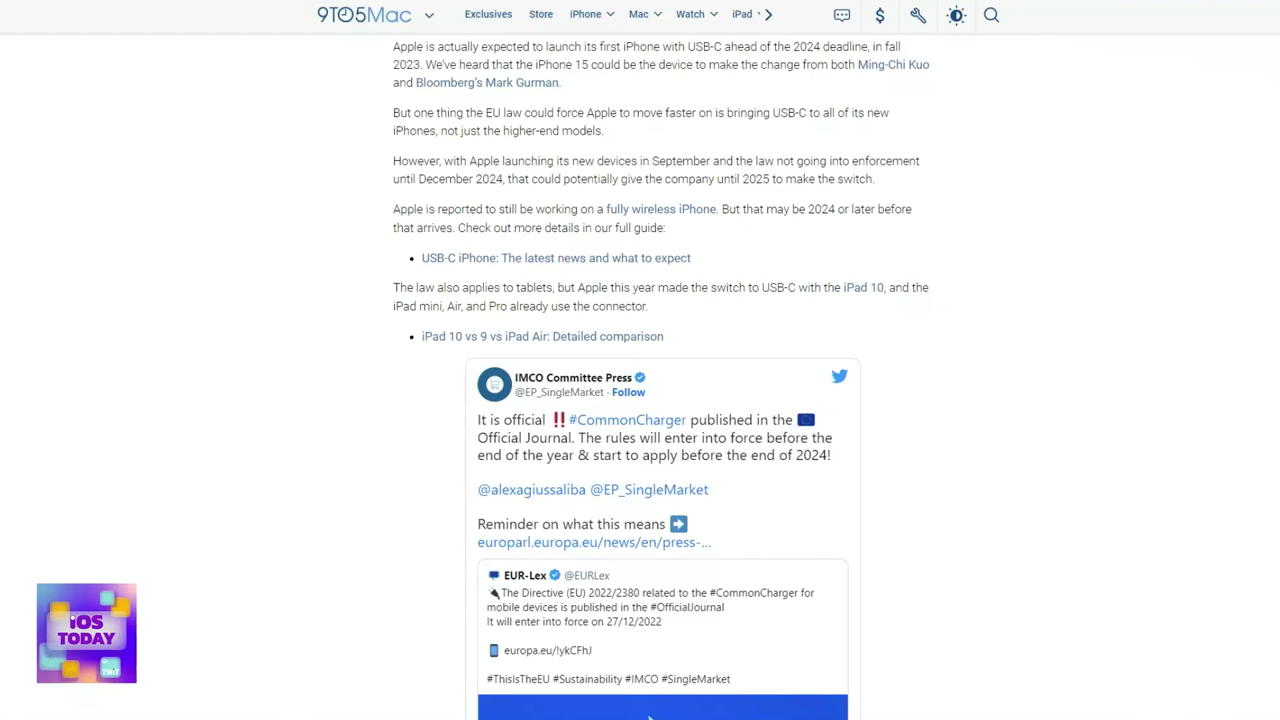 9TO5Mac
Exclusives Store iPhone Mac Watch iPad
Apple is actually expected to launch its first iPhone with USB-C ahead of the 2024 deadline, in fall
2023. We've heard that the iPhone 15 could be the device to make the change from both Ming-Chi Kuo
and Bloomberg's Mark Gurman.
But one thing the EU law could force Apple to move faster on is bringing USB-C to all of its new
iPhones, not just the higher-end models.
However, with Apple launching its new devices in September and the law not going into enforcement
until December 2024, that could potentially give the company until 2025 to make the switch.
Apple is reported to still be working on a fully wireless iPhone. But that may be 2024 or later before
that arrives. Check out more details in our full guide:
• USB-C iPhone: The latest news and what to expect
The law also applies to tablets, but Apple this year made the switch to USB-C with the iPad 10, and the
iPad mini, Air, and Pro already use the connector.
• iPad 10 vs 9 vs iPad Air: Detailed comparison
IMCO Committee Press
@EP_SingleMarket · Follow
It is official ‼️ #CommonCharger published in the 🇪🇺
Official Journal. The rules will enter into force before the
end of the year & start to apply before the end of 2024!
@alexagiussaliba @EP_SingleMarket
Reminder on what this means ➡️
europarl.europa.eu/news/en/press-...
EUR-Lex @EURLex
🔌The Directive (EU) 2022/2380 related to the #CommonCharger for
mobile devices is published in the #OfficialJournal
It will enter into force on 27/12/2022
📱 europa.eu/!ykCFhJ
#ThisIsTheEU #Sustainability #IMCO #SingleMarket
iOS
TODAY
TWiT